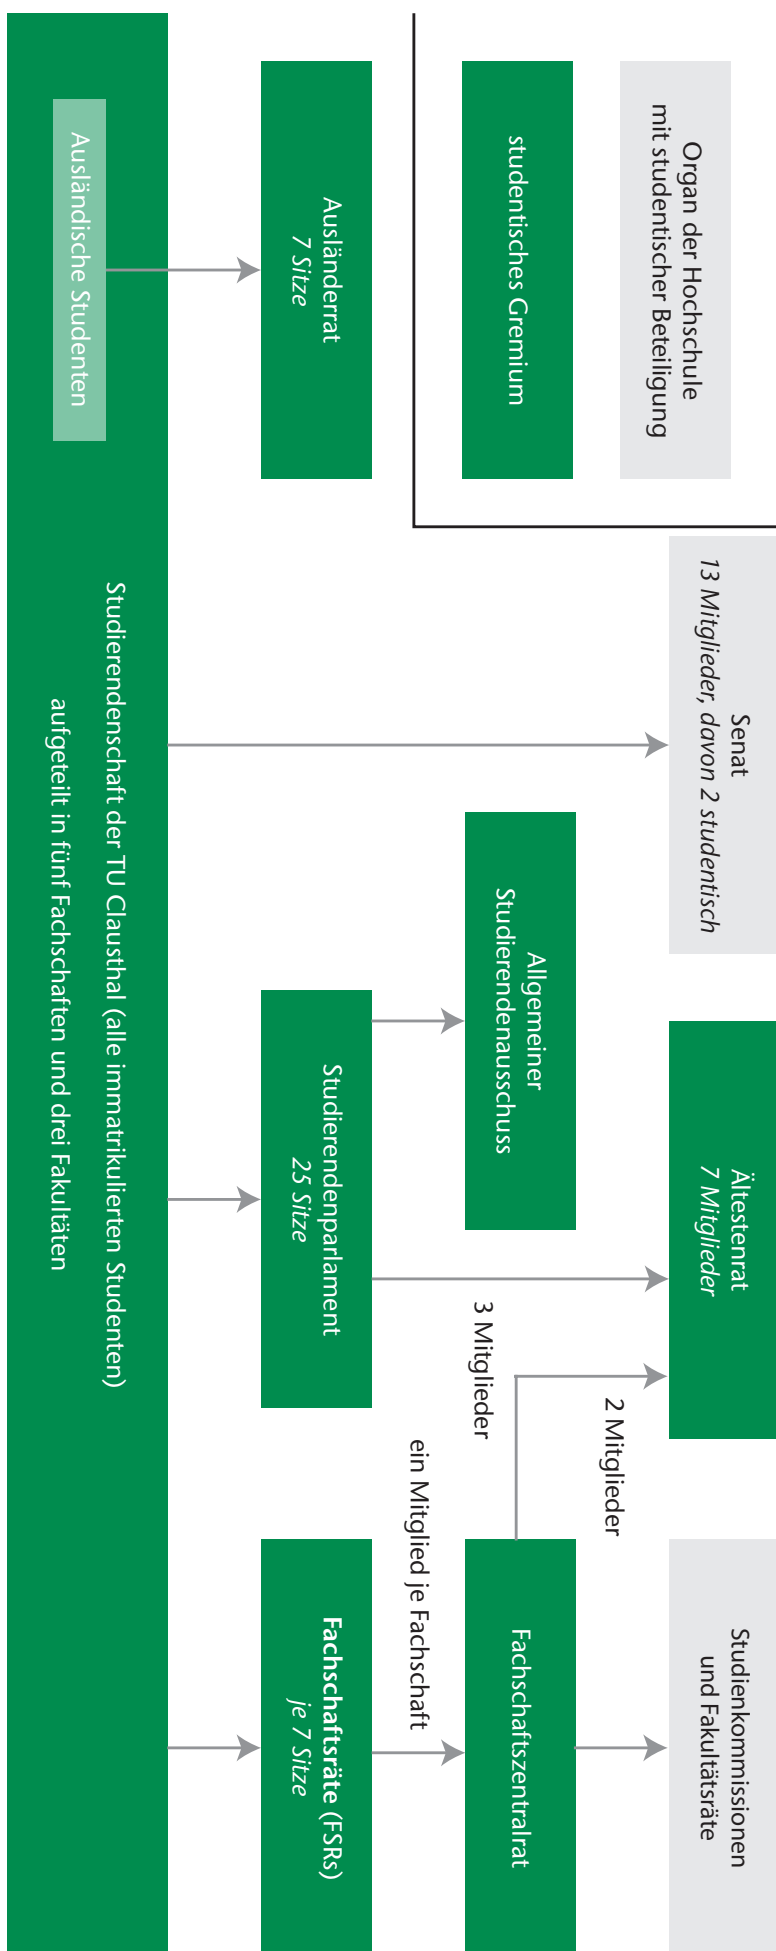 Organ der Hochschule
mit studentischer Beteiligung
studentisches Gremium
Senat
13 Mitglieder, davon 2 studentisch
Ältestenrat
7 Mitglieder
Studienkommissionen
und Fakultätsräte
2 Mitglieder
Allgemeiner
Studierendenausschuss
3 Mitglieder
Fachschaftszentralrat
ein Mitglied je Fachschaft
Ausländerrat
7 Sitze
Studierendenparlament
25 Sitze
Fachschaftsräte (FSRs)
je 7 Sitze
Ausländische Studenten
Studierendenschaft der TU Clausthal (alle immatrikulierten Studenten)
aufgeteilt in fünf Fachschaften und drei Fakultäten